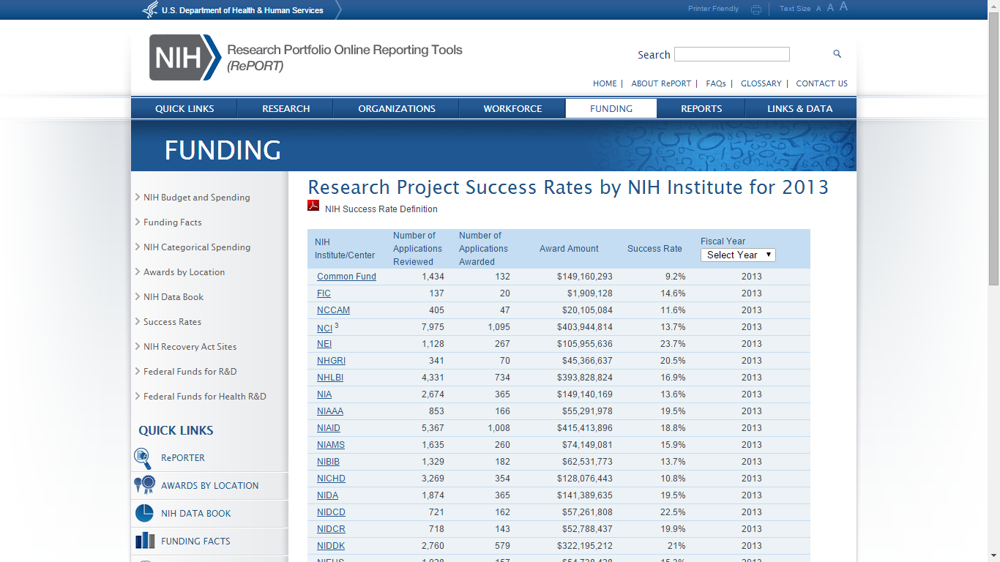 U.S. Department of Health & Human Services
Printer Friendly
Text Size A A A
NIH
Research Portfolio Online Reporting Tools
(RePORT)
Search
HOME | ABOUT RePORT | FAQs | GLOSSARY | CONTACT US
QUICK LINKS RESEARCH ORGANIZATIONS WORKFORCE FUNDING REPORTS LINKS & DATA
FUNDING
NIH Budget and Spending
Funding Facts
NIH Categorical Spending
Awards by Location
NIH Data Book
Success Rates
NIH Recovery Act Sites
Federal Funds for R&D
Federal Funds for Health R&D
QUICK LINKS
RePORTER
AWARDS BY LOCATION
NIH DATA BOOK
FUNDING FACTS
Research Project Success Rates by NIH Institute for 2013
NIH Success Rate Definition
NIH
Institute/Center
Number of
Applications
Reviewed
Number of
Applications
Awarded
Award Amount
Success Rate
Fiscal Year
Select Year
Common Fund 1,434 132 $149,160,293 9.2% 2013
FIC 137 20 $1,909,128 14.6% 2013
NCCAM 405 47 $20,105,084 11.6% 2013
NCI 3 7,975 1,095 $403,944,814 13.7% 2013
NEI 1,128 267 $105,955,636 23.7% 2013
NHGRI 341 70 $45,366,637 20.5% 2013
NHLBI 4,331 734 $393,828,824 16.9% 2013
NIA 2,674 365 $149,140,169 13.6% 2013
NIAAA 853 166 $55,291,978 19.5% 2013
NIAID 5,367 1,008 $415,413,896 18.8% 2013
NIAMS 1,635 260 $74,149,081 15.9% 2013
NIBIB 1,329 182 $62,531,773 13.7% 2013
NICHD 3,269 354 $128,076,443 10.8% 2013
NIDA 1,874 365 $141,389,635 19.5% 2013
NIDCD 721 162 $57,261,808 22.5% 2013
NIDCR 718 143 $52,788,437 19.9% 2013
NIDDK 2,760 579 $322,195,212 21% 2013